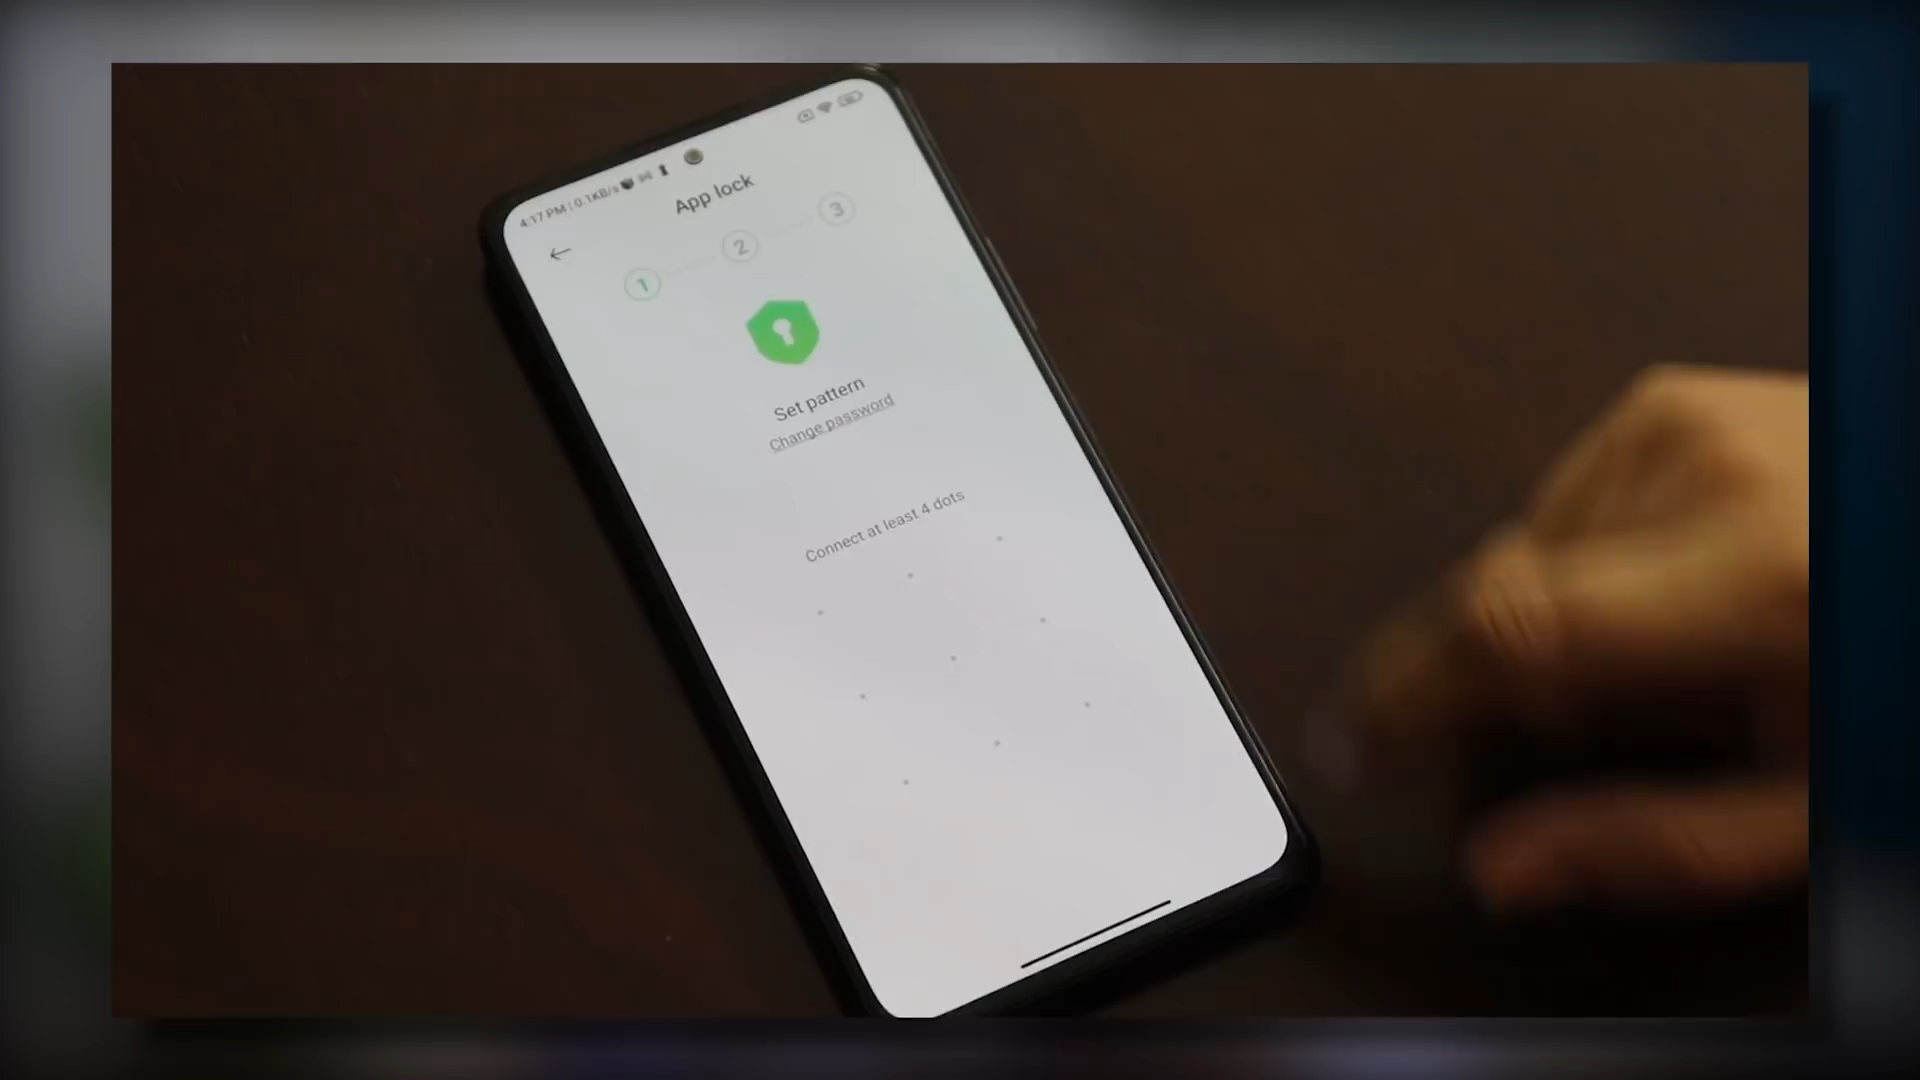 4:17 PM | 0.1KB/s
App lock
1 2 3
Set pattern
Change password
Connect at least 4 dots